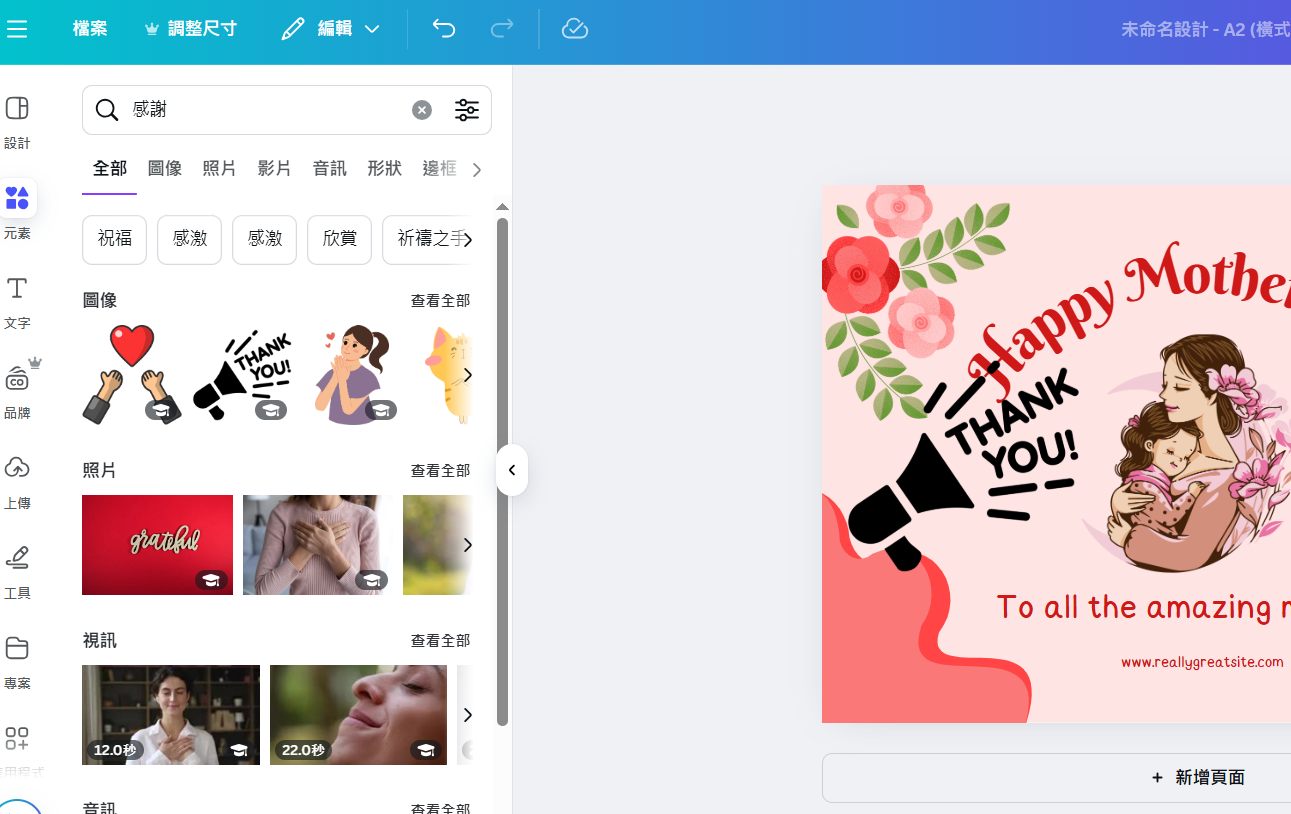 檔案 調整尺寸 編輯 未命名設計 - A2 (橫式
設計
元素
文字
品牌
上傳
工具
專案
感謝
全部 圖像 照片 影片 音訊 形狀 邊框
祝福 感激 感激 欣賞 祈禱之手
圖像 查看全部
THANK
YOU!
照片 查看全部
grateful
視訊 查看全部
12.0秒 22.0秒
音訊 查看全部
Happy Mother
THANK
YOU!
To all the amazing
www.reallygreatsite.com
+ 新增頁面